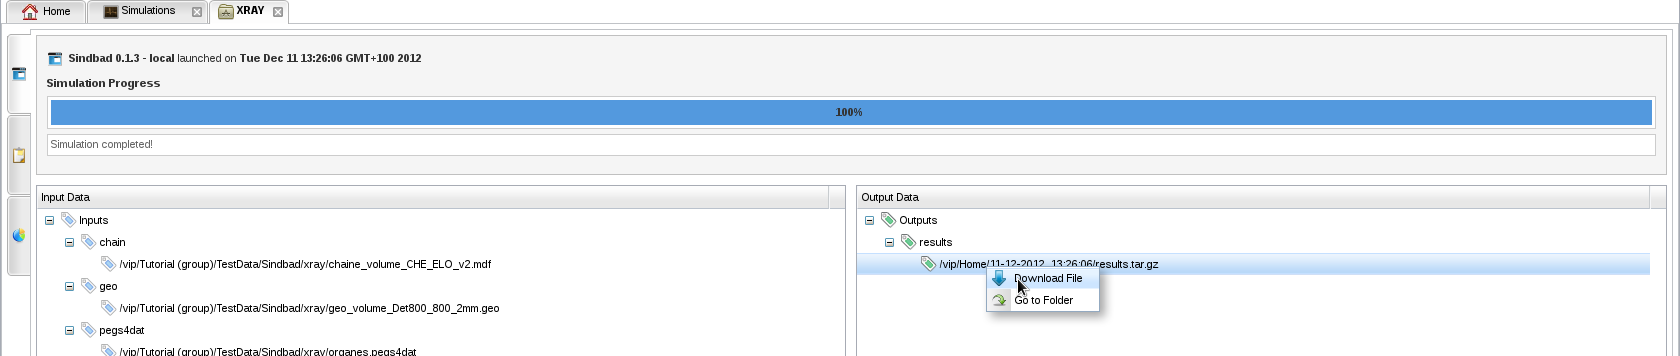 Home Simulations XRAY
Sindbad 0.1.3 - local launched on Tue Dec 11 13:26:06 GMT+100 2012
Simulation Progress
100%
Simulation completed!
Input Data
Inputs
chain
/vip/Tutorial (group)/TestData/Sindbad/xray/chaine_volume_CHE_ELO_v2.mdf
geo
/vip/Tutorial (group)/TestData/Sindbad/xray/geo_volume_Det800_800_2mm.geo
pegs4dat
/vip/Tutorial (group)/TestData/Sindbad/xray/organes.pegs4dat
Output Data
Outputs
results
/vip/Home/11-12-2012_13:26:06/results.tar.gz
Download File
Go to Folder